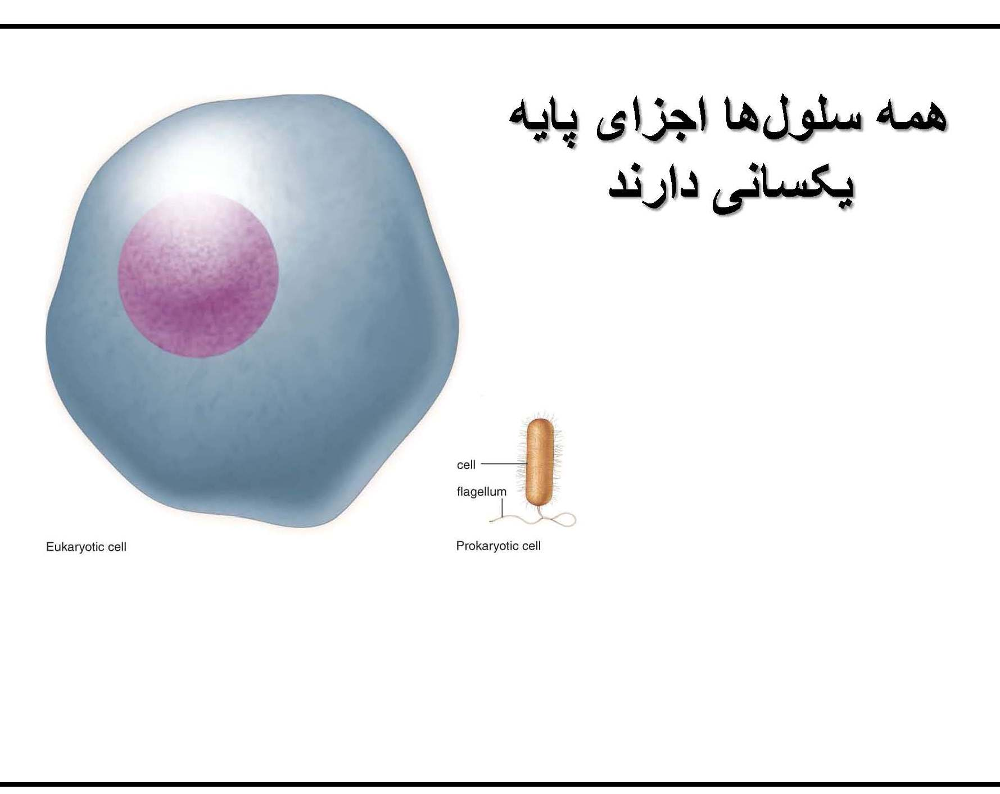 همه سلول‌ها اجزای پایه
یکسانی دارند
cell
flagellum
Eukaryotic cell
Prokaryotic cell